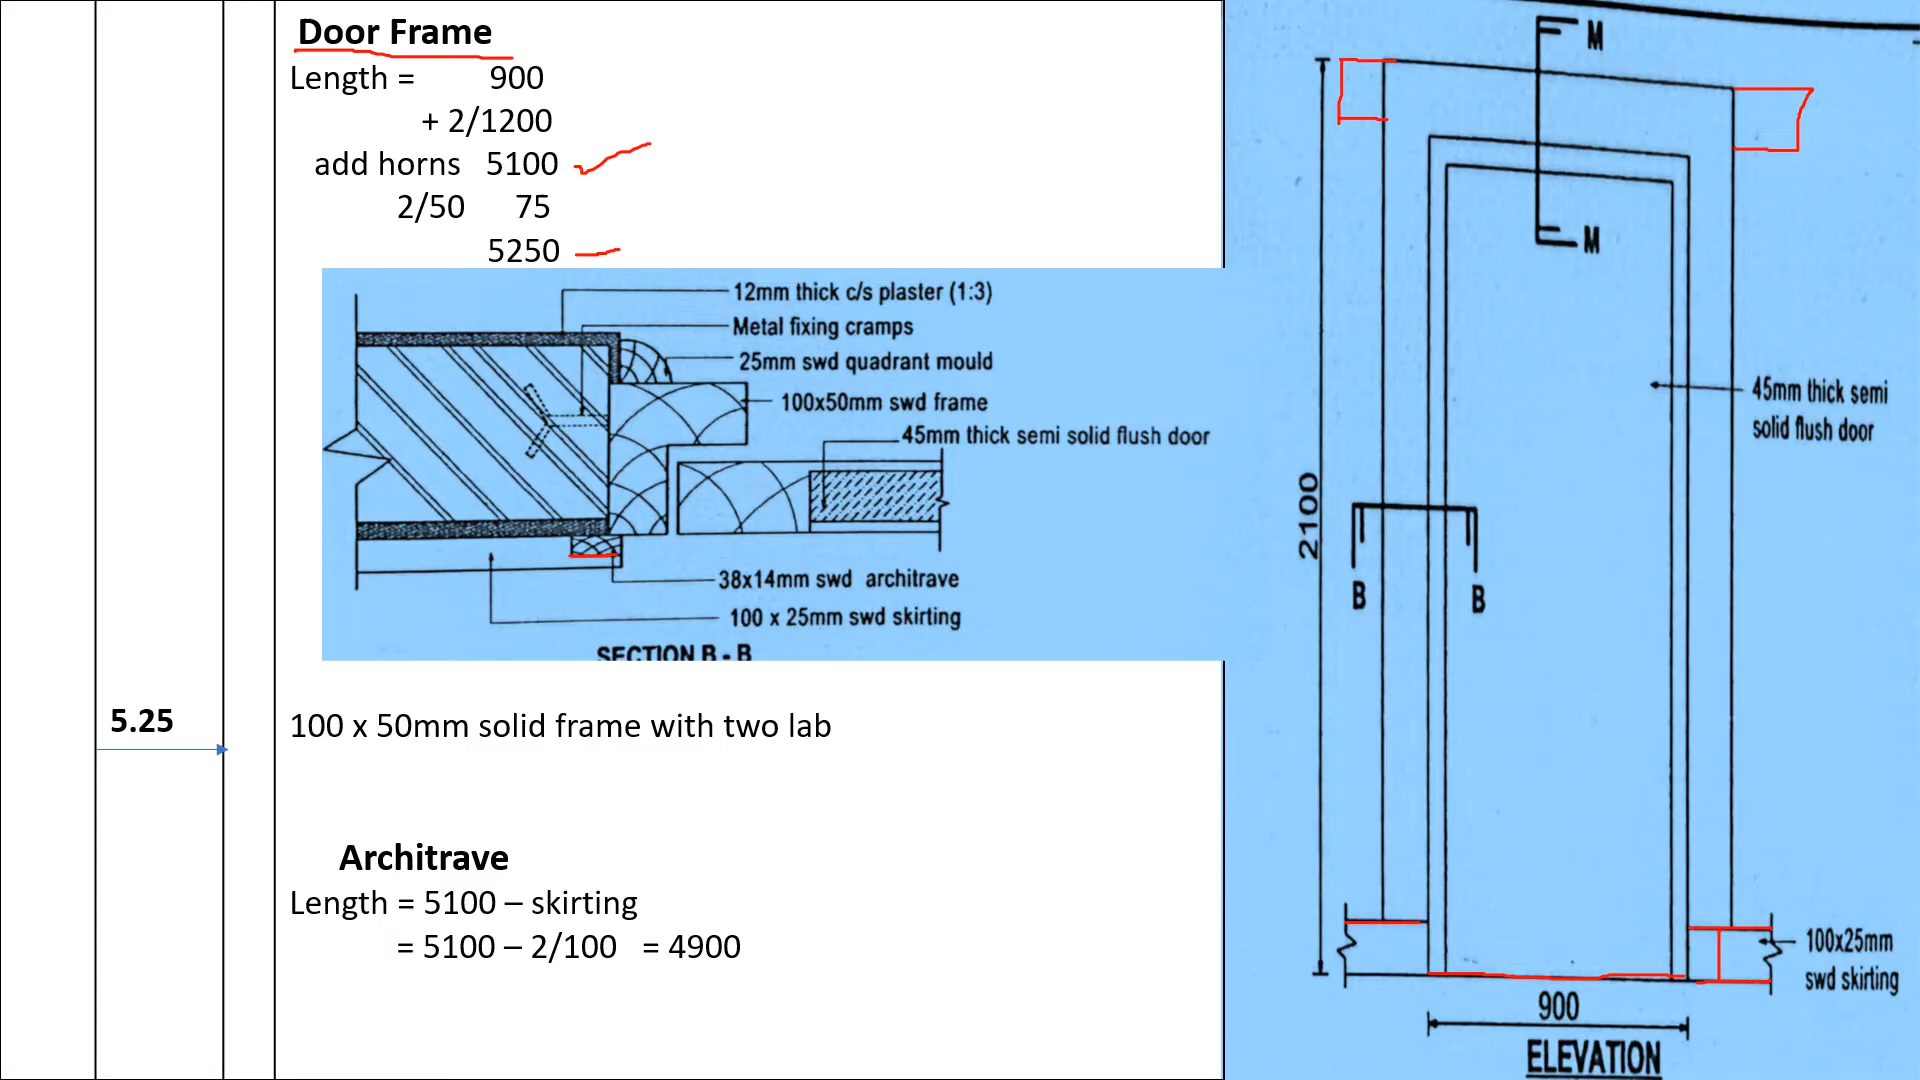 Door Frame
Length = 900
+ 2/1200
add horns 5100
2/50 75
5250
12mm thick c/s plaster (1:3)
Metal fixing cramps
25mm swd quadrant mould
100x50mm swd frame
45mm thick semi solid flush door
38x14mm swd architrave
100 x 25mm swd skirting
SECTION B - B
5.25
100 x 50mm solid frame with two lab
Architrave
Length = 5100 – skirting
= 5100 – 2/100 = 4900
M
M
45mm thick semi
solid flush door
2100
B
B
100x25mm
swd skirting
900
ELEVATION